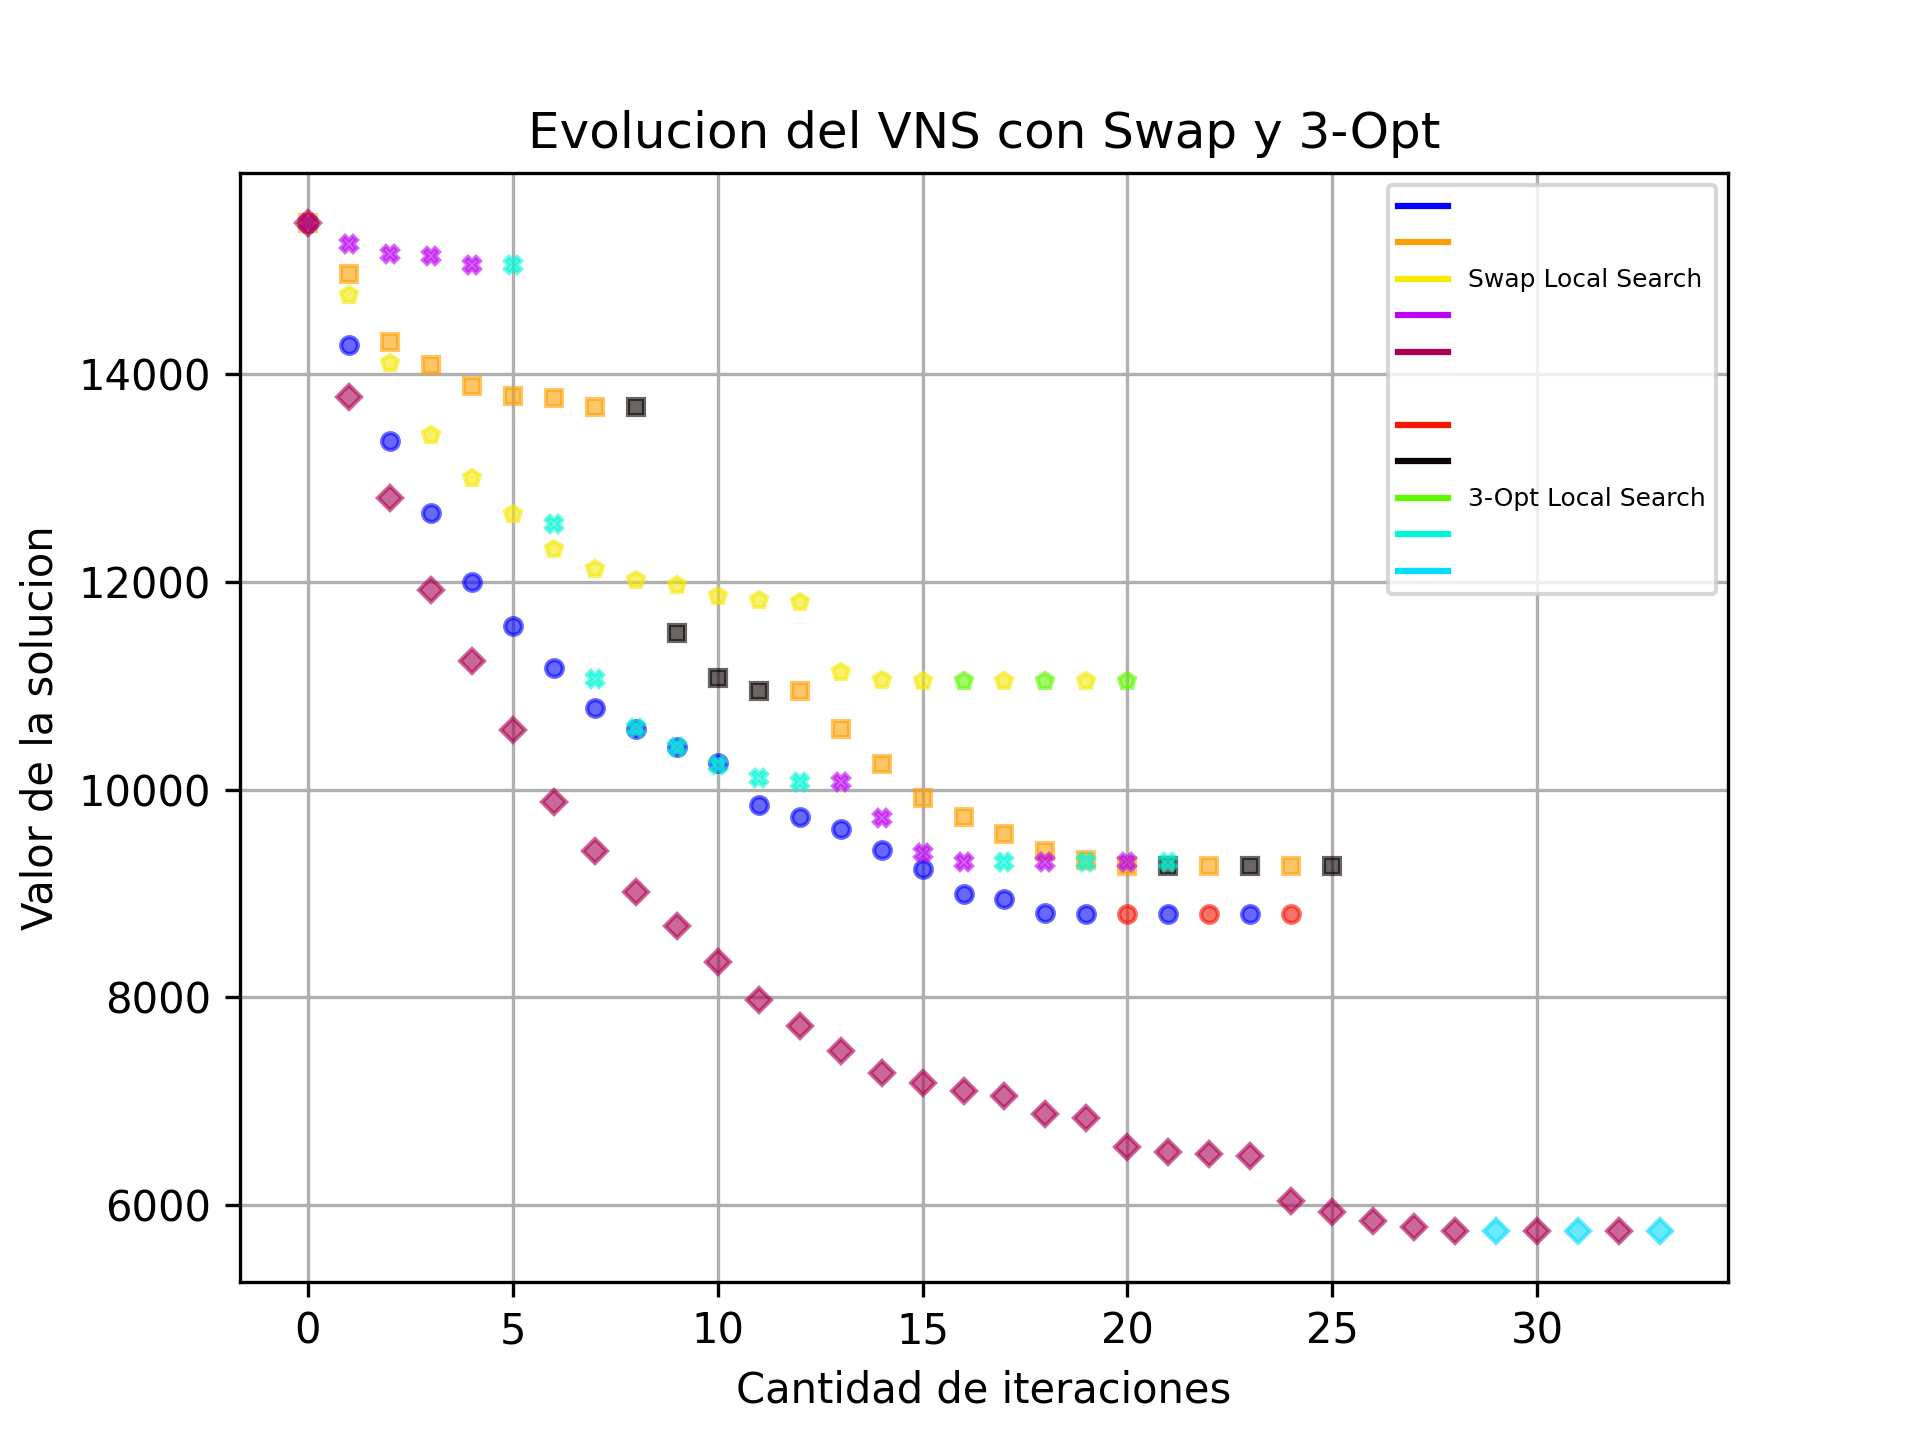 Evolucion del VNS con Swap y 3-Opt
Swap Local Search
3-Opt Local Search
Valor de la solucion
14000
12000
10000
8000
6000
0 5 10 15 20 25 30
Cantidad de iteraciones